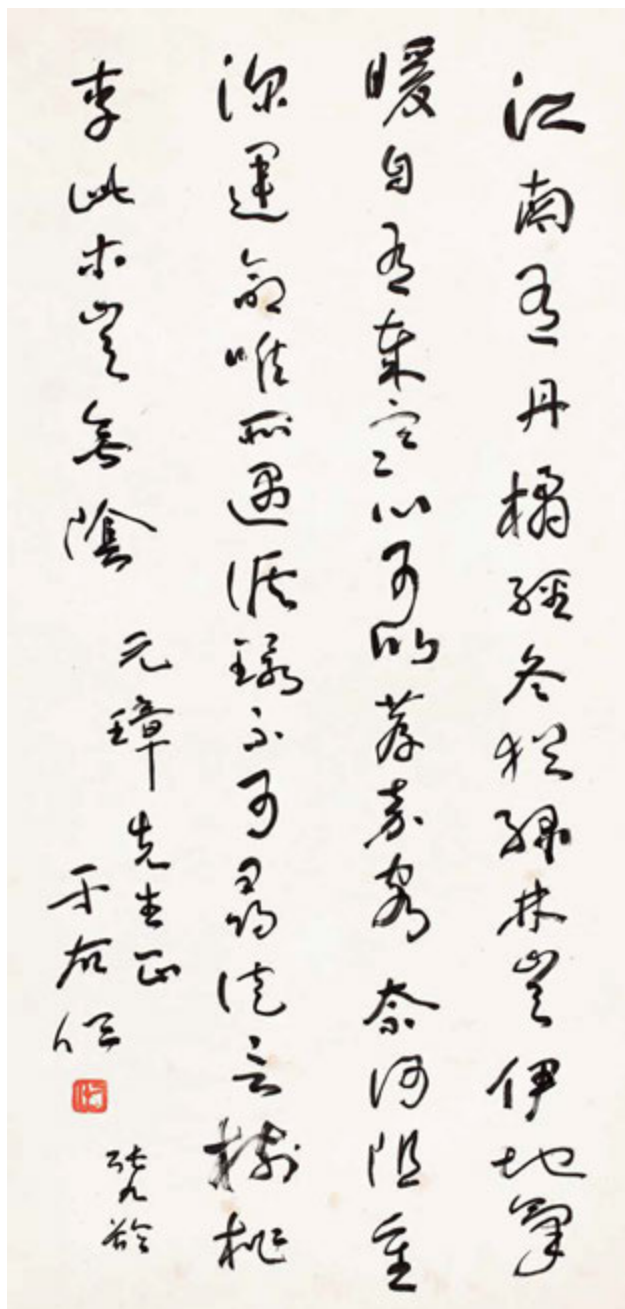 江南有丹橘經冬猶綠林豈伊地氣
暖自有歲寒心可以薦嘉客奈何阻重
深運命唯所遇循環不可尋徒言樹桃
李此木豈無陰
元璋先生正
于右任
張九齡